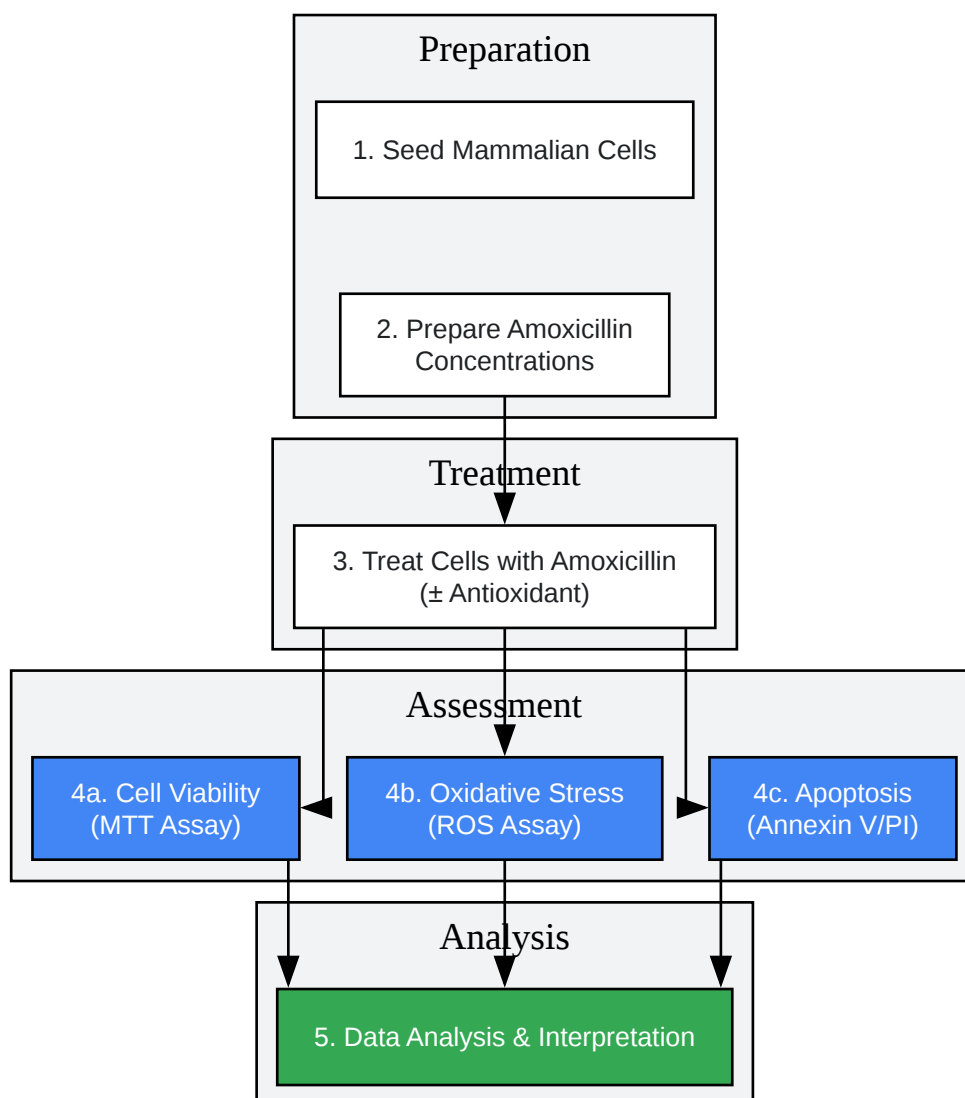 Preparation
1. Seed Mammalian Cells
2. Prepare Amoxicillin
Concentrations
Treatment
3. Treat Cells with Amoxicillin
(± Antioxidant)
Assessment
4a. Cell Viability
(MTT Assay)
4b. Oxidative Stress
(ROS Assay)
4c. Apoptosis
(Annexin V/PI)
Analysis
5. Data Analysis & Interpretation